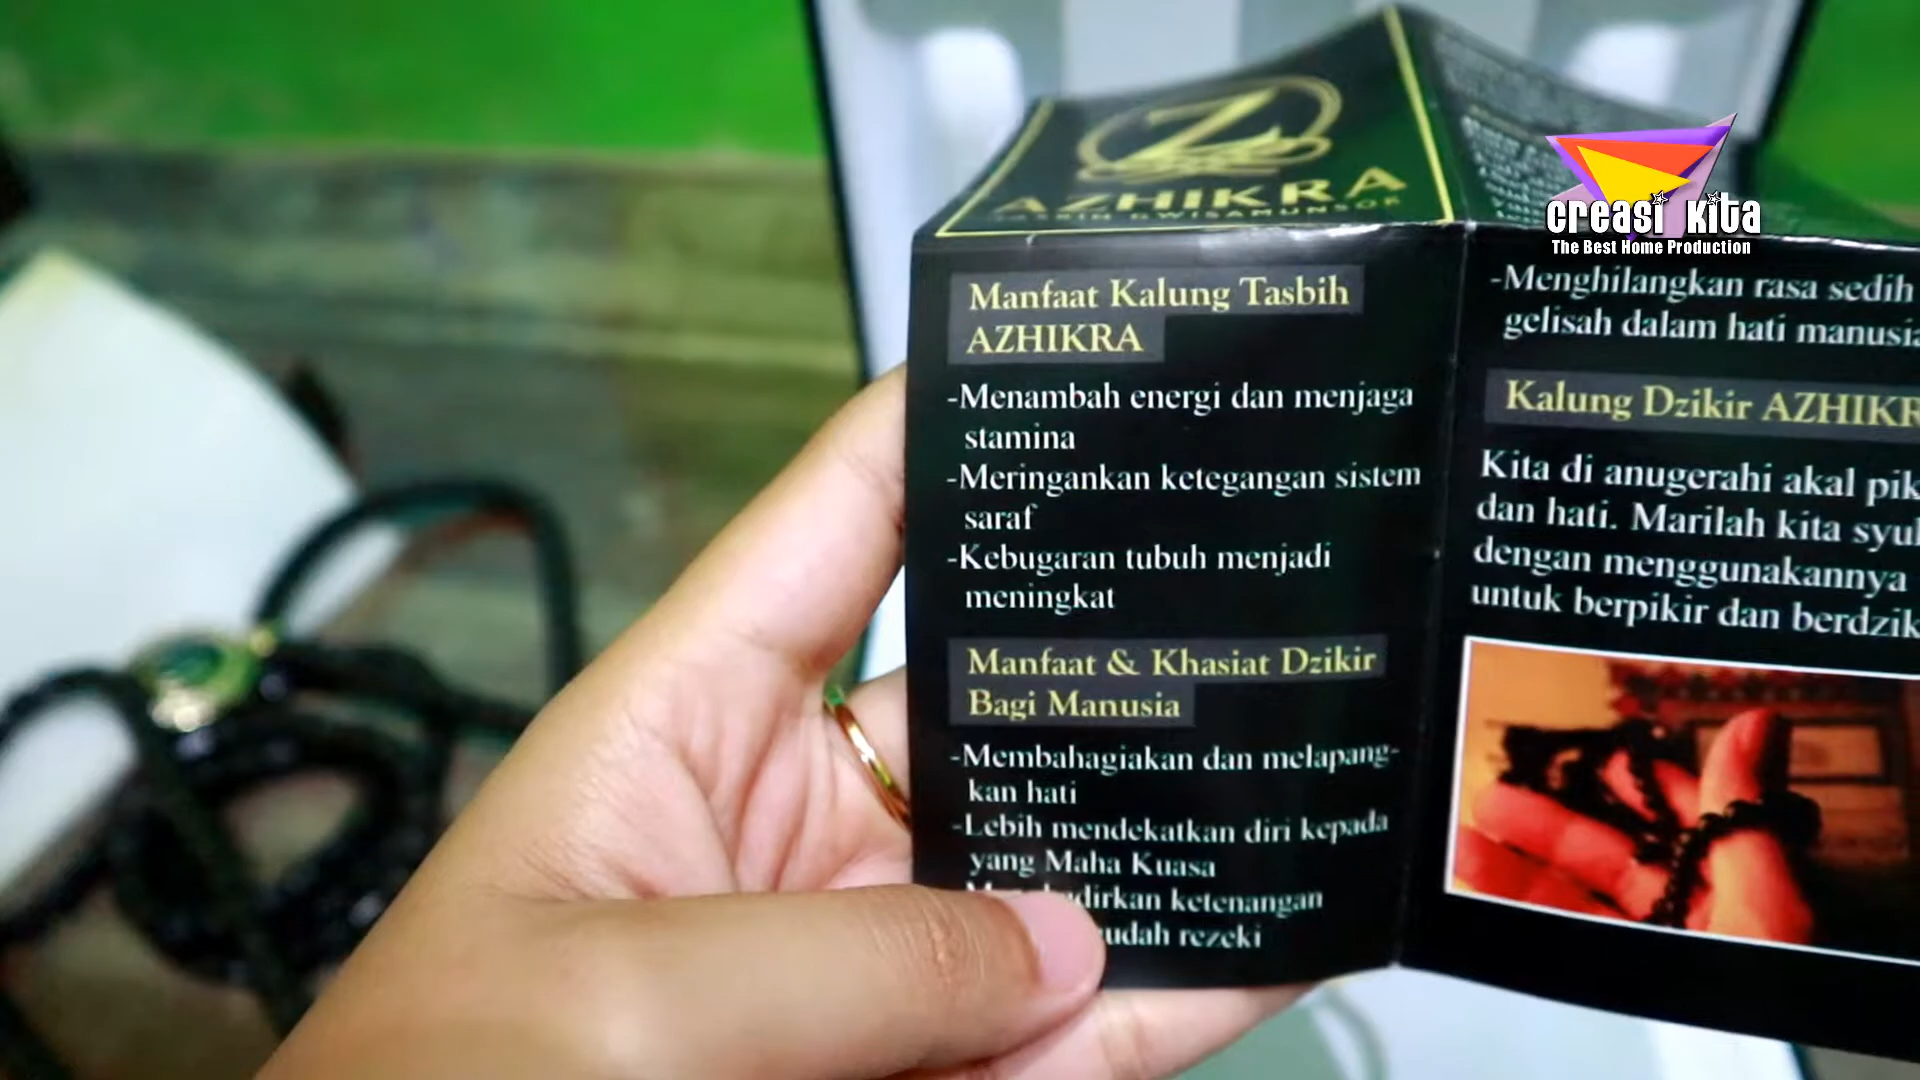 AZHIKRA
creasi kita
The Best Home Production
Manfaat Kalung Tasbih
AZHIKRA
-Menambah energi dan menjaga
stamina
-Meringankan ketegangan sistem
saraf
-Kebugaran tubuh menjadi
meningkat
Manfaat & Khasiat Dzikir
Bagi Manusia
-Membahagiakan dan melapang-
kan hati
-Lebih mendekatkan diri kepada
yang Maha Kuasa
ketenangan
rezeki
-Menghilangkan rasa sedih
gelisah dalam hati manusia
Kalung Dzikir AZHIKR
Kita di anugerahi akal pik
dan hati. Marilah kita syu
dengan menggunakannya
untuk berpikir dan berdzik